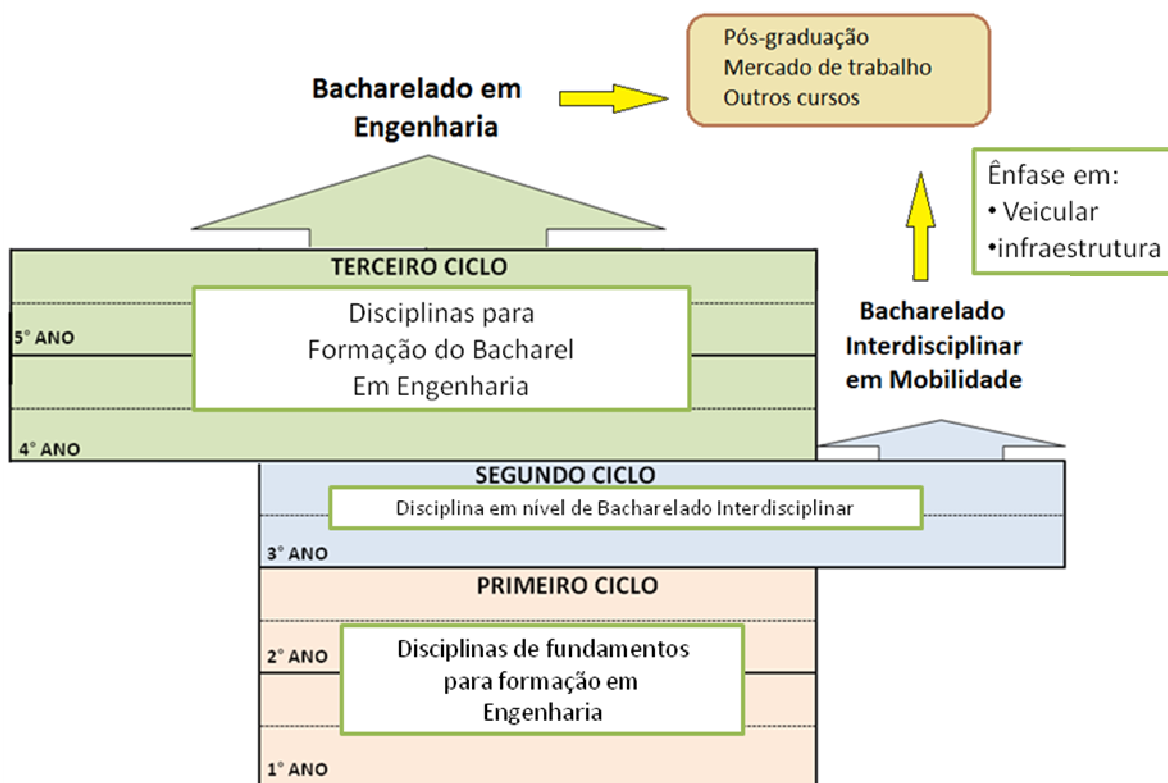 Pós-graduação
Mercado de trabalho
Outros cursos
Bacharelado em
Engenharia
Ênfase em:
• Veicular
•infraestrutura
Bacharelado
Interdisciplinar
em Mobilidade
TERCEIRO CICLO
Disciplinas para
Formação do Bacharel
Em Engenharia
5° ANO
4° ANO
SEGUNDO CICLO
Disciplina em nível de Bacharelado Interdisciplinar
3° ANO
PRIMEIRO CICLO
Disciplinas de fundamentos
para formação em
Engenharia
2° ANO
1° ANO